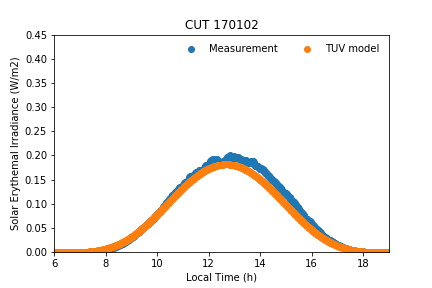 CUT 170102
Measurement
TUV model
0.45
0.40
0.35
0.30
0.25
0.20
0.15
0.10
0.05
0.00
Solar Erythemal Irradiance (W/m2)
6 8 10 12 14 16 18
Local Time (h)